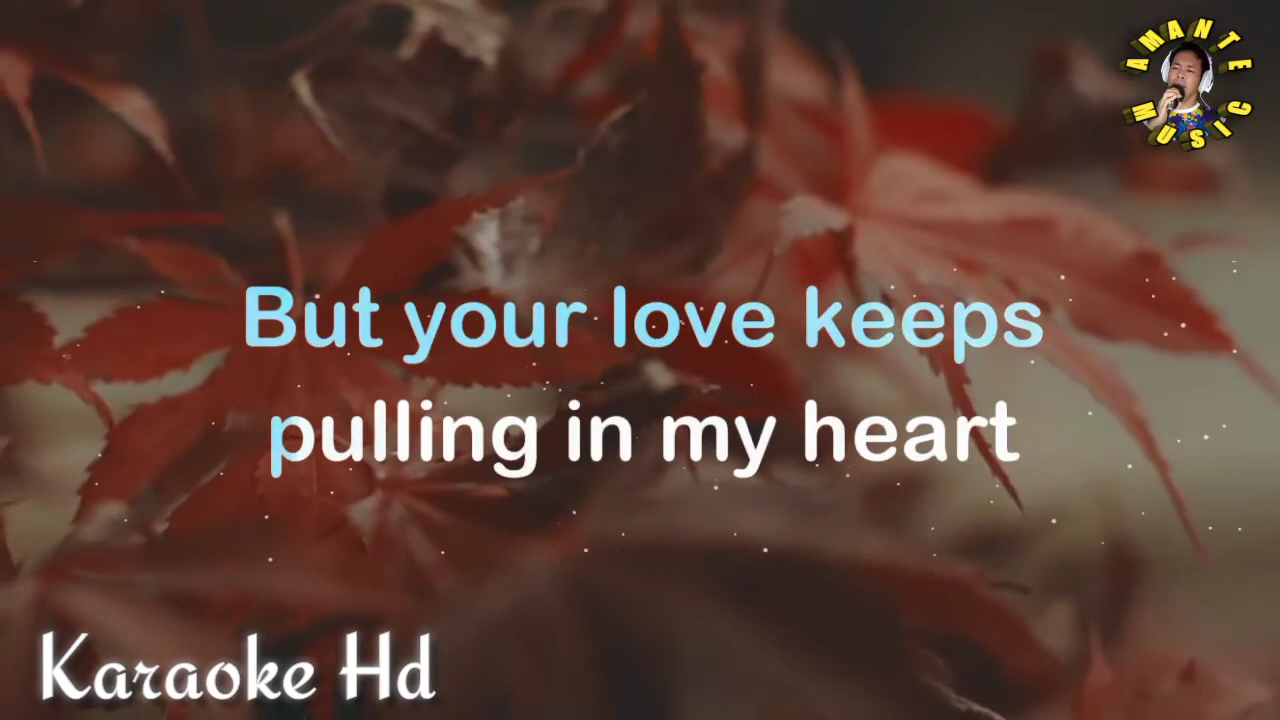 AMANTE
MUSIC
But your love keeps
pulling in my heart
Karaoke Hd